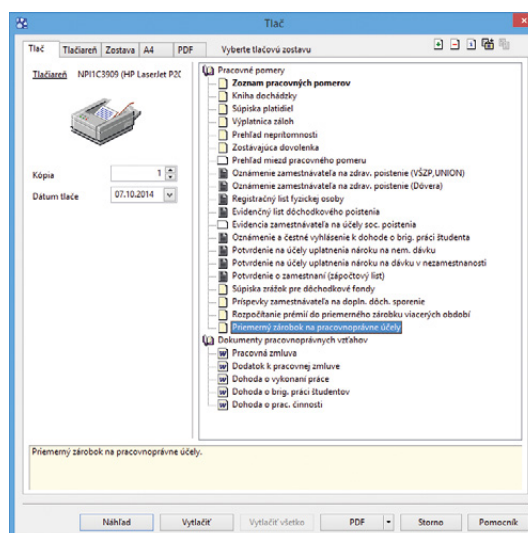 Tlač
Tlač Tlačiareň Zostava A4 PDF Vyberte tlačovú zostavu
Tlačiareň NPI1C3909 (HP LaserJet P2(
Kópia 1
Dátum tlače 07.10.2014
Pracovné pomery
Zoznam pracovných pomerov
Kniha dochádzky
Súpiska platidiel
Výplatnica záloh
Prehľad neprítomnosti
Zostávajúca dovolenka
Prehľad miezd pracovného pomeru
Oznámenie zamestnávateľa na zdrav. poistenie (VŠZP,UNION)
Oznámenie zamestnávateľa na zdrav. poistenie (Dôvera)
Registračný list fyzickej osoby
Evidenčný list dôchodkového poistenia
Evidencia zamestnávateľa na účely soc. poistenia
Oznámenie a čestné vyhlásenie k dohode o brig. práci študenta
Potvrdenie na účely uplatnenia nároku na nem. dávku
Potvrdenie na účely uplatnenia nároku na dávku v nezamestnanosti
Potvrdenie o zamestnaní (zápočtový list)
Súpiska zrážok pre dôchodkové fondy
Príspevky zamestnávateľa na dopln. dôch. sporenie
Rozpočítanie prémií do priemerného zárobku viacerých období
Priemerný zárobok na pracovnoprávne účely
Dokumenty pracovnoprávnych vzťahov
Pracovná zmluva
Dodatok k pracovnej zmluve
Dohoda o vykonaní práce
Dohoda o brig. práci študentov
Dohoda o prac. činnosti
Priemerný zárobok na pracovnoprávne účely.
Náhľad Vytlačiť Vytlačiť všetko PDF Storno Pomocník